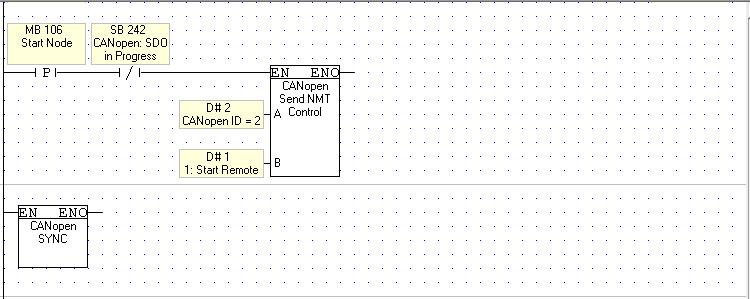 MB 106
Start Node
SB 242
CANopen: SDO
in Progress
P
EN ENO
CANopen
Send NMT
Control
D# 2
CANopen ID = 2
A
D# 1
1: Start Remote
B
EN ENO
CANopen
SYNC